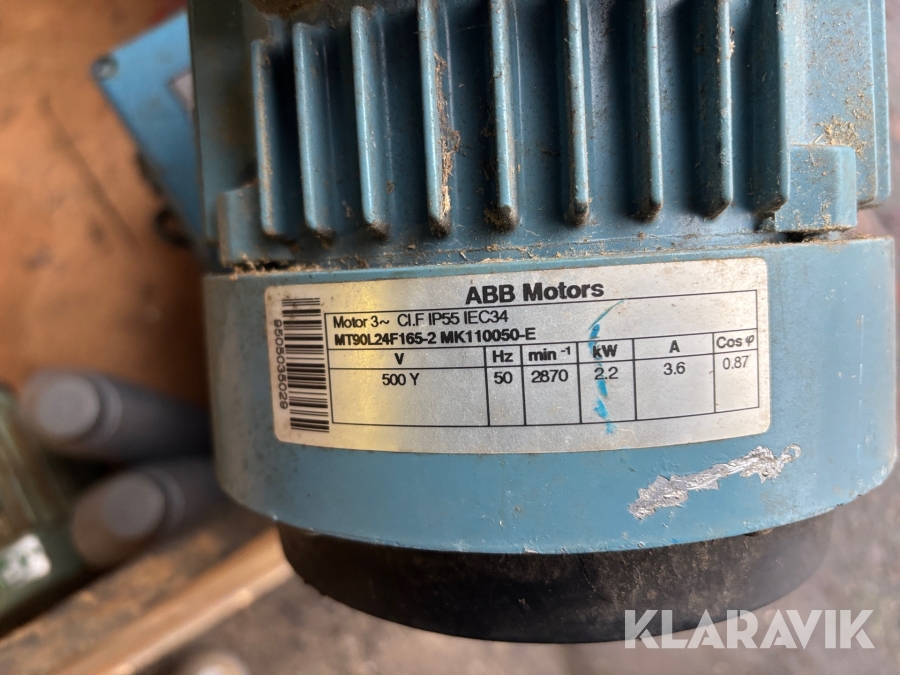 ABB Motors
Motor 3~ Cl.F IP55 IEC34
MT90L24F165-2 MK110050-E
V Hz min -1 kW A Cos φ
500 Y 50 2870 2.2 3.6 0.87
9505035029
KLARAVIK